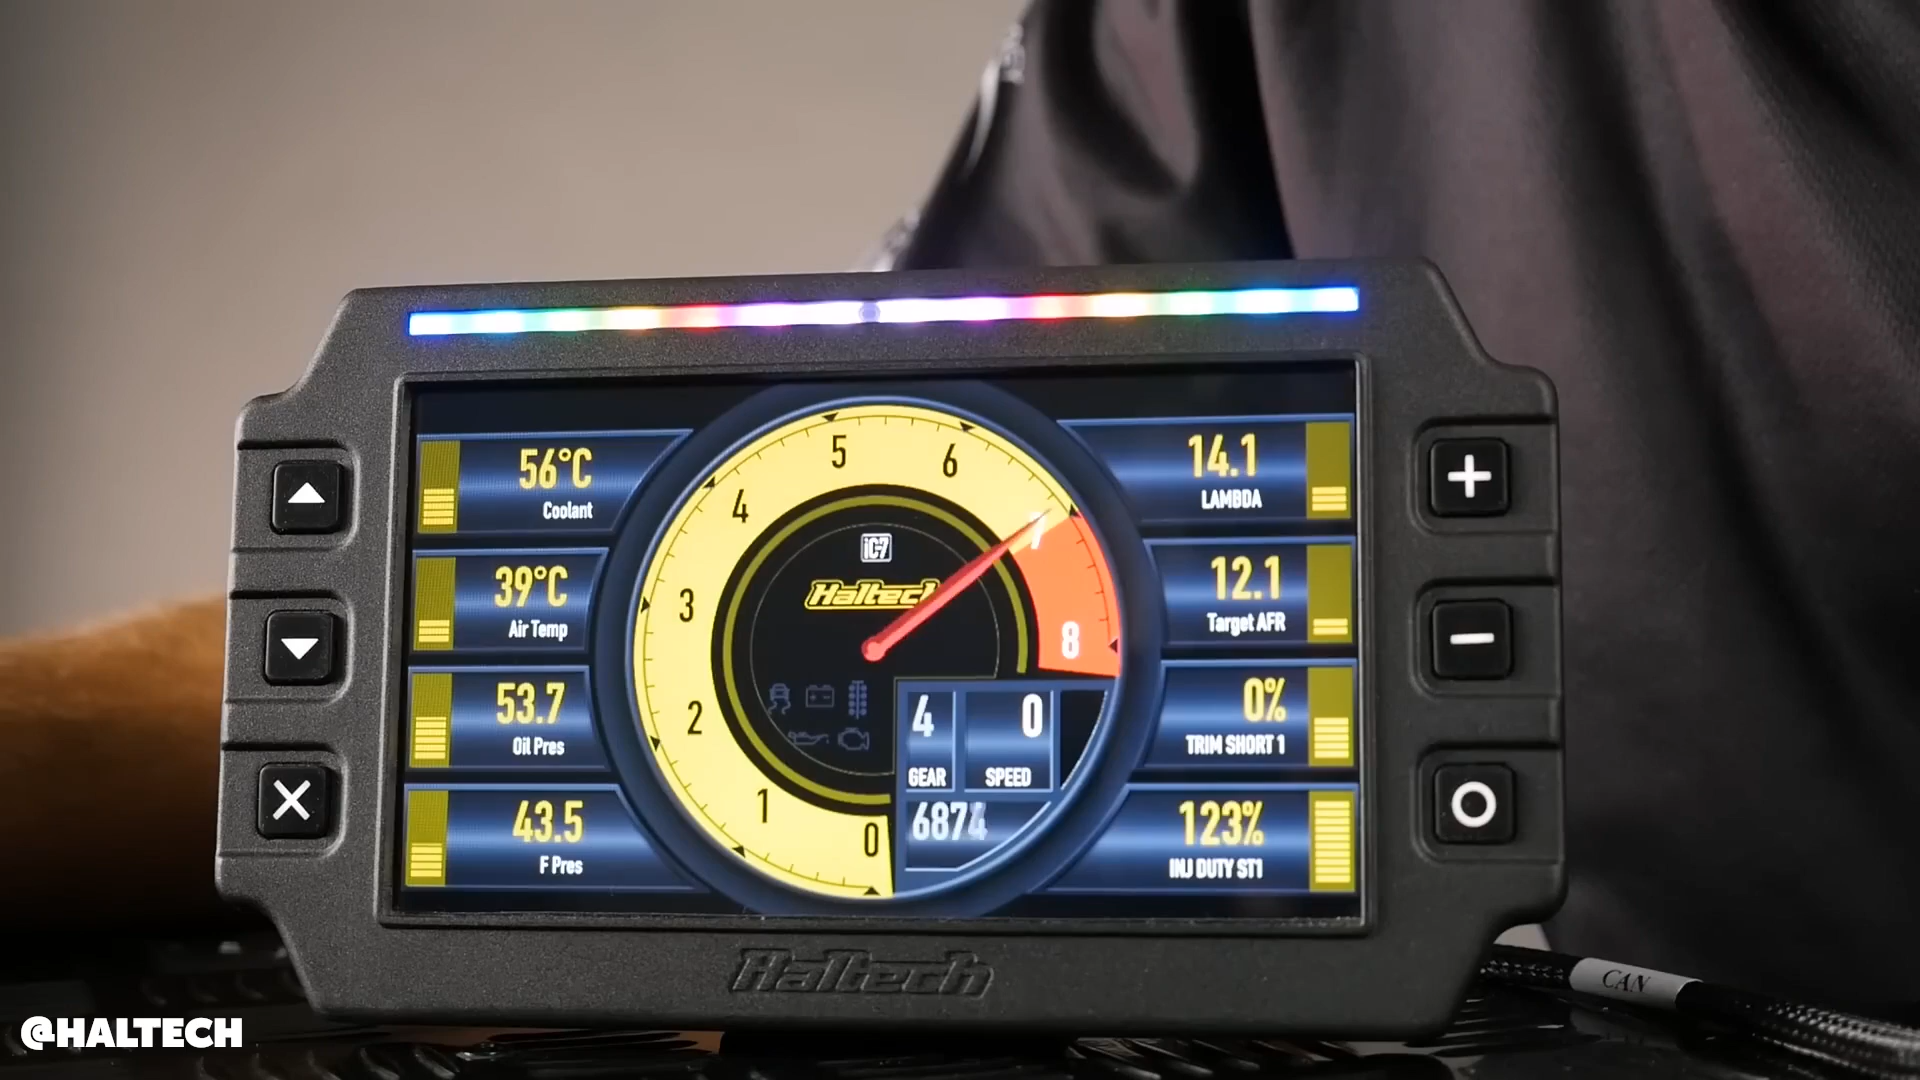 56°C
Coolant
39°C
Air Temp
53.7
Oil Pres
43.5
F Pres
0
1
2
3
4
5
6
7
8
iC-7
Haltech
4
GEAR
0
SPEED
6874
14.1
LAMBDA
12.1
Target AFR
0%
TRIM SHORT 1
123%
INJ DUTY ST1
Haltech
CAN
@HALTECH